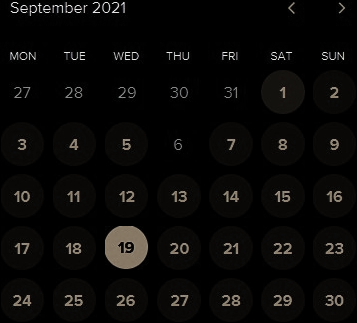 September 2021
MON TUE WED THU FRI SAT SUN
27 28 29 30 31 1 2
3 4 5 6 7 8 9
10 11 12 13 14 15 16
17 18 19 20 21 22 23
24 25 26 27 28 29 30